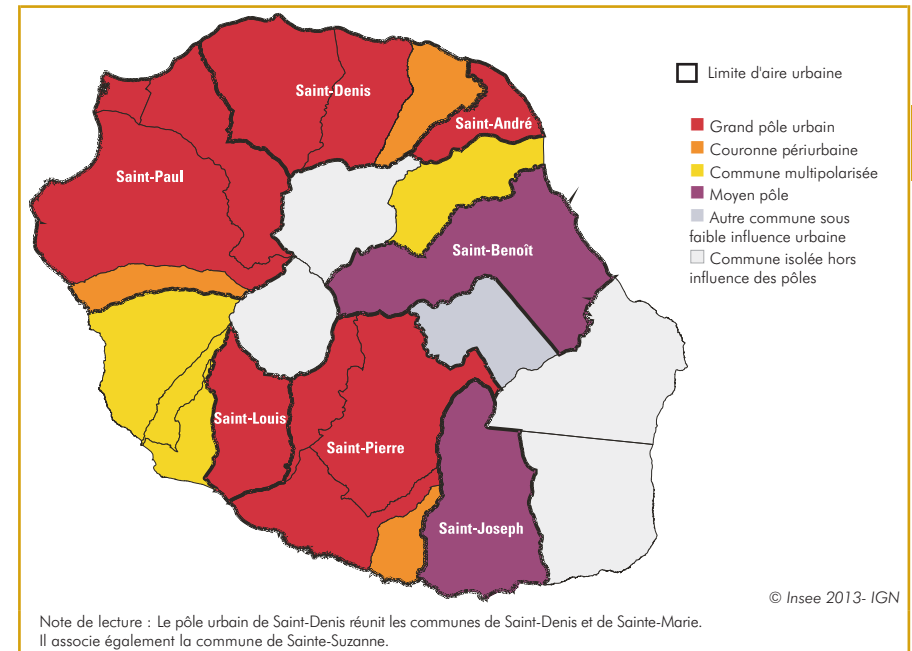 Saint-Denis
Saint-André
Saint-Paul
Saint-Benoît
Saint-Louis
Saint-Pierre
Saint-Joseph
Limite d'aire urbaine
Grand pôle urbain
Couronne périurbaine
Commune multipolarisée
Moyen pôle
Autre commune sous
faible influence urbaine
Commune isolée hors
influence des pôles
© Insee 2013- IGN
Note de lecture : Le pôle urbain de Saint-Denis réunit les communes de Saint-Denis et de Sainte-Marie.
Il associe également la commune de Sainte-Suzanne.